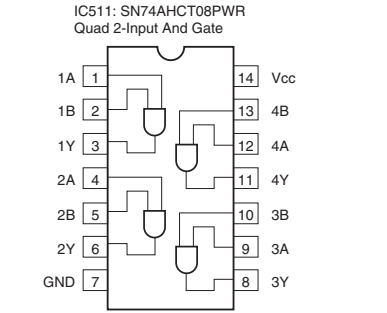 IC511: SN74AHCT08PWR
Quad 2-Input And Gate
1A 1 14 Vcc
1B 2 13 4B
1Y 3 12 4A
2A 4 11 4Y
2B 5 10 3B
2Y 6 9 3A
GND 7 8 3Y